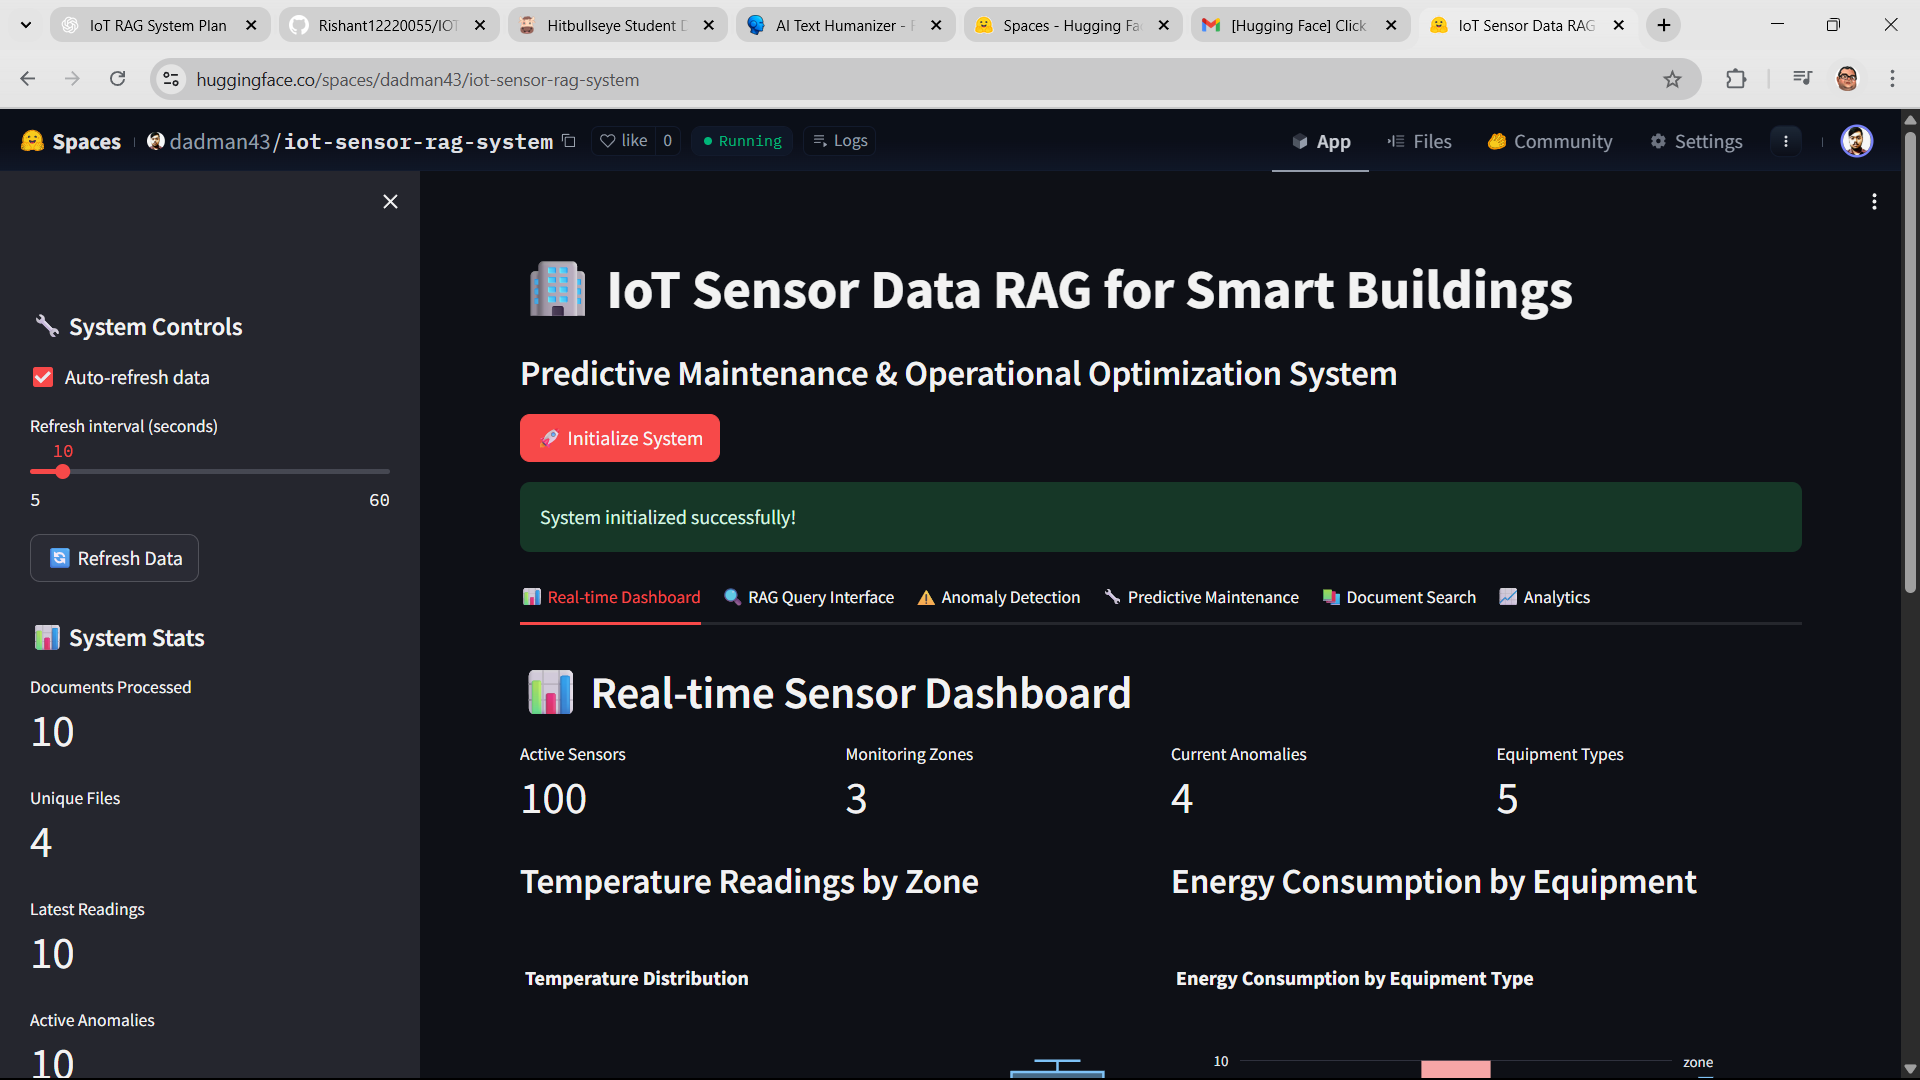 IoT RAG System Plan
Rishant12220055/IOT
Hitbullseye Student D
AI Text Humanizer - F
Spaces - Hugging Fa
[Hugging Face] Click
IoT Sensor Data RAG
huggingface.co/spaces/dadman43/iot-sensor-rag-system
Spaces
dadman43/iot-sensor-rag-system
like 0
Running
Logs
App
Files
Community
Settings
System Controls
Auto-refresh data
Refresh interval (seconds)
10
5 60
Refresh Data
System Stats
Documents Processed
10
Unique Files
4
Latest Readings
10
Active Anomalies
10
IoT Sensor Data RAG for Smart Buildings
Predictive Maintenance & Operational Optimization System
Initialize System
System initialized successfully!
Real-time Dashboard
RAG Query Interface
Anomaly Detection
Predictive Maintenance
Document Search
Analytics
Real-time Sensor Dashboard
Active Sensors
100
Monitoring Zones
3
Current Anomalies
4
Equipment Types
5
Temperature Readings by Zone
Energy Consumption by Equipment
Temperature Distribution
Energy Consumption by Equipment Type
10
zone